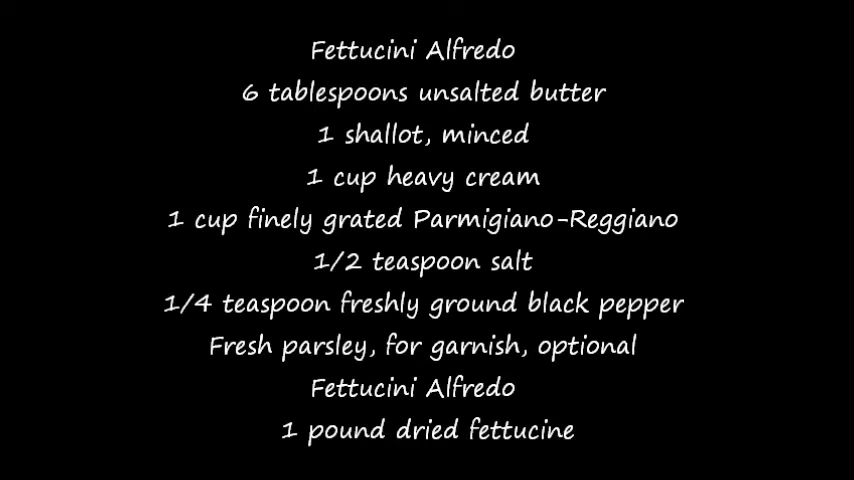 Fettucini Alfredo
6 tablespoons unsalted butter
1 shallot, minced
1 cup heavy cream
1 cup finely grated Parmigiano-Reggiano
1/2 teaspoon salt
1/4 teaspoon freshly ground black pepper
Fresh parsley, for garnish, optional
Fettucini Alfredo
1 pound dried fettucine